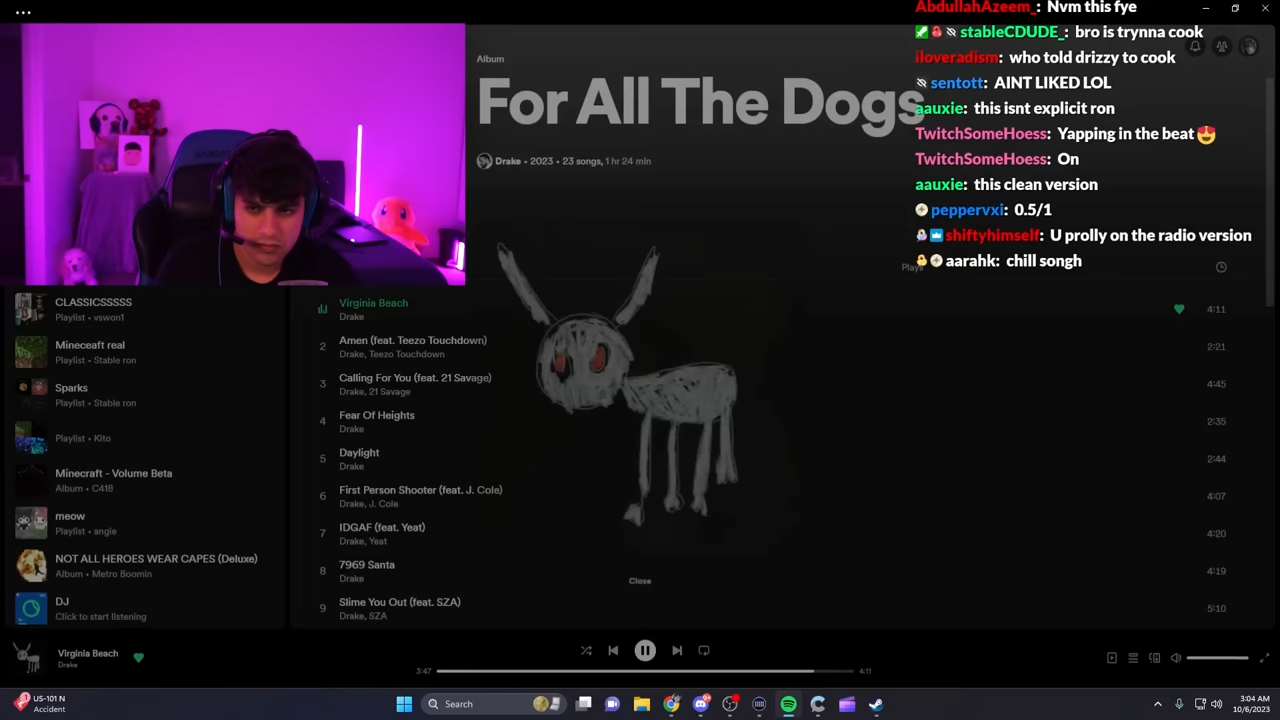 AbdullahAzeem_: Nvm this fye
stableCDUDE_: bro is trynna cook
iloveradism: who told drizzy to cook
sentott: AINT LIKED LOL
aauxie: this isnt explicit ron
TwitchSomeHoess: Yapping in the beat
TwitchSomeHoess: On
aauxie: this clean version
peppervxi: 0.5/1
shiftyhimself: U prolly on the radio version
aarahk: chill songh
Album
For All The Dogs
Drake • 2023 • 23 songs, 1 hr 24 min
Plays
CLASSICSSSSS
Playlist • vswon1
Mineceaft real
Playlist • Stable ron
Sparks
Playlist • Stable ron
Playlist • Kito
Minecraft - Volume Beta
Album • C418
meow
Playlist • angie
NOT ALL HEROES WEAR CAPES (Deluxe)
Album • Metro Boomin
DJ
Click to start listening
Virginia Beach
Drake
4:11
2
Amen (feat. Teezo Touchdown)
Drake, Teezo Touchdown
2:21
3
Calling For You (feat. 21 Savage)
Drake, 21 Savage
4:45
4
Fear Of Heights
Drake
2:35
5
Daylight
Drake
2:44
6
First Person Shooter (feat. J. Cole)
Drake, J. Cole
4:07
7
IDGAF (feat. Yeat)
Drake, Yeat
4:20
8
7969 Santa
Drake
4:19
9
Slime You Out (feat. SZA)
Drake, SZA
5:10
Close
Virginia Beach
Drake
3:47
4:11
US-101 N
Accident
Search
3:04 AM
10/6/2023